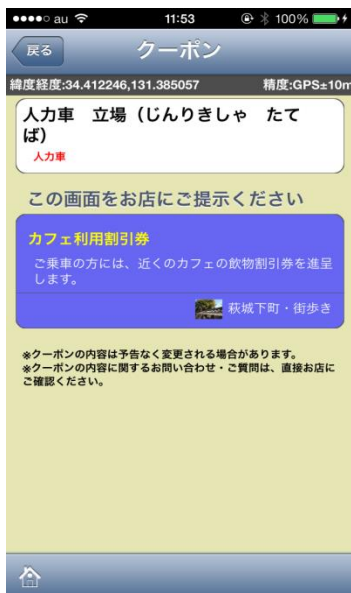 au 11:53 100%
戻る クーポン
緯度経度:34.412246,131.385057 精度:GPS±10m
人力車　立場（じんりきしゃ　たて
ば）
人力車
この画面をお店にご提示ください
カフェ利用割引券
ご乗車の方には、近くのカフェの飲物割引券を進呈
します。
萩城下町・街歩き
※クーポンの内容は予告なく変更される場合があります。
※クーポンの内容に関するお問い合わせ・ご質問は、直接お店に
ご確認ください。